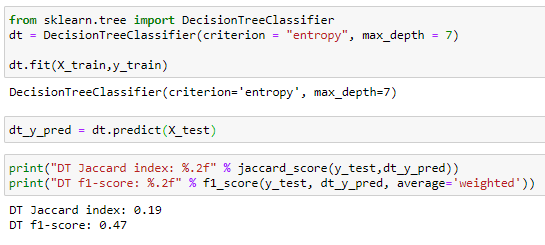 from sklearn.tree import DecisionTreeClassifier
dt = DecisionTreeClassifier(criterion = "entropy", max_depth = 7)
dt.fit(X_train,y_train)
DecisionTreeClassifier(criterion='entropy', max_depth=7)
dt_y_pred = dt.predict(X_test)
print("DT Jaccard index: %.2f" % jaccard_score(y_test,dt_y_pred))
print("DT f1-score: %.2f" % f1_score(y_test, dt_y_pred, average='weighted'))
DT Jaccard index: 0.19
DT f1-score: 0.47